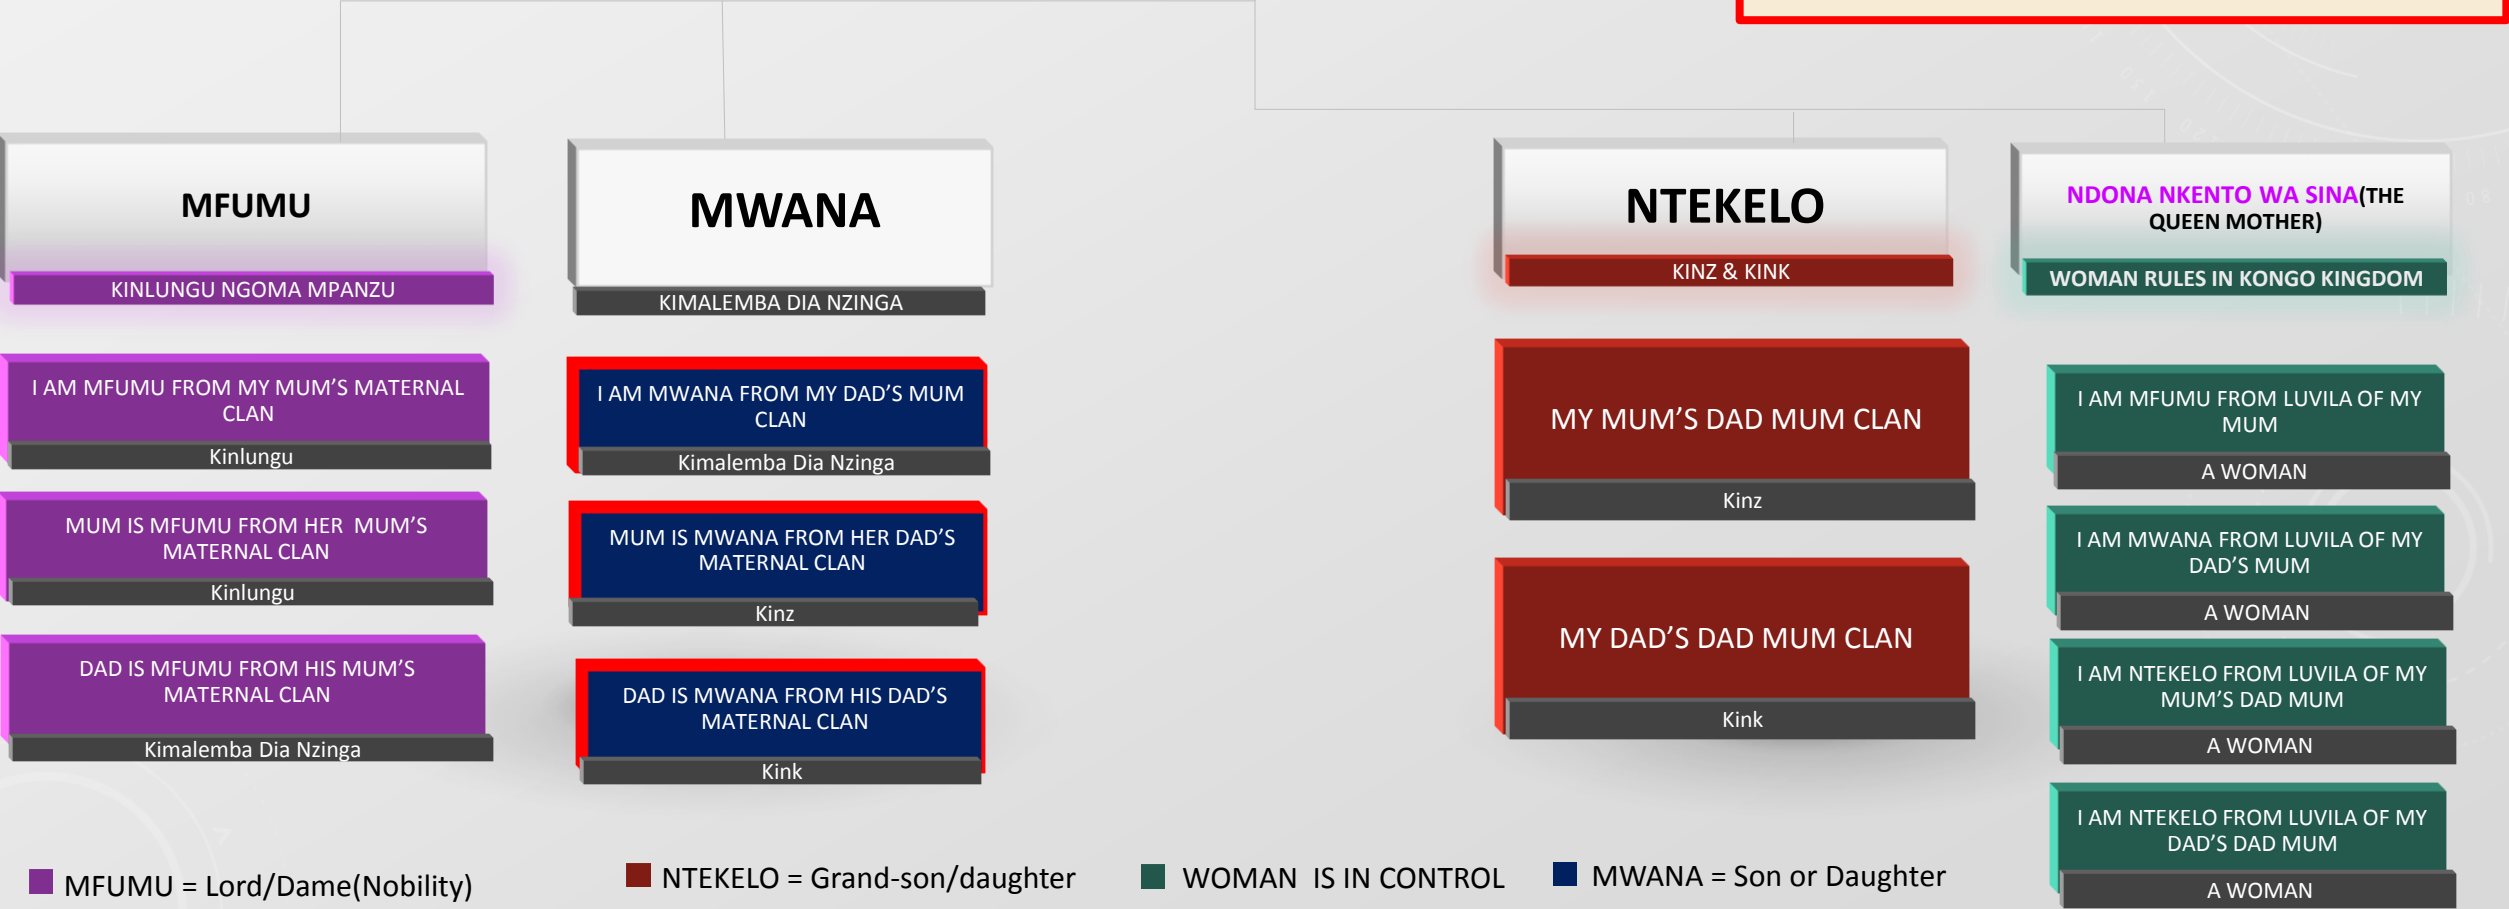 MFUMU
KINLUNGU NGOMA MPANZU
I AM MFUMU FROM MY MUM’S MATERNAL
CLAN
Kinlungu
MUM IS MFUMU FROM HER MUM’S
MATERNAL CLAN
Kinlungu
DAD IS MFUMU FROM HIS MUM’S
MATERNAL CLAN
Kimalemba Dia Nzinga
MWANA
KIMALEMBA DIA NZINGA
I AM MWANA FROM MY DAD’S MUM
CLAN
Kimalemba Dia Nzinga
MUM IS MWANA FROM HER DAD’S
MATERNAL CLAN
Kinz
DAD IS MWANA FROM HIS DAD’S
MATERNAL CLAN
Kink
NTEKELO
KINZ & KINK
MY MUM’S DAD MUM CLAN
Kinz
MY DAD’S DAD MUM CLAN
Kink
NDONA NKENTO WA SINA(THE
QUEEN MOTHER)
WOMAN RULES IN KONGO KINGDOM
I AM MFUMU FROM LUVILA OF MY
MUM
A WOMAN
I AM MWANA FROM LUVILA OF MY
DAD’S MUM
A WOMAN
I AM NTEKELO FROM LUVILA OF MY
MUM’S DAD MUM
A WOMAN
I AM NTEKELO FROM LUVILA OF MY
DAD’S DAD MUM
A WOMAN
MFUMU = Lord/Dame(Nobility)
NTEKELO = Grand-son/daughter
WOMAN IS IN CONTROL
MWANA = Son or Daughter